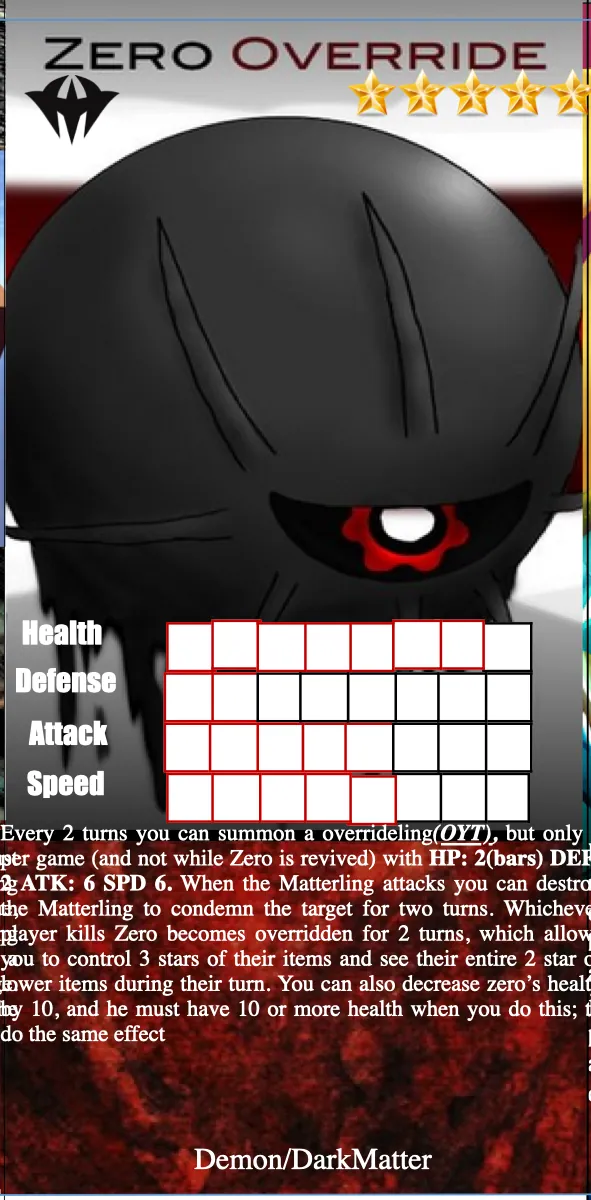 ZERO OVERRIDE
Health
Defense
Attack
Speed
Every 2 turns you can summon a overrideling(OYT), but only
per game (and not while Zero is revived) with HP: 2(bars) DEF
2 ATK: 6 SPD 6. When the Matterling attacks you can destro
the Matterling to condemn the target for two turns. Whicheve
player kills Zero becomes overridden for 2 turns, which allow
you to control 3 stars of their items and see their entire 2 star o
lower items during their turn. You can also decrease zero's healt
by 10, and he must have 10 or more health when you do this; t
do the same effect
Demon/DarkMatter